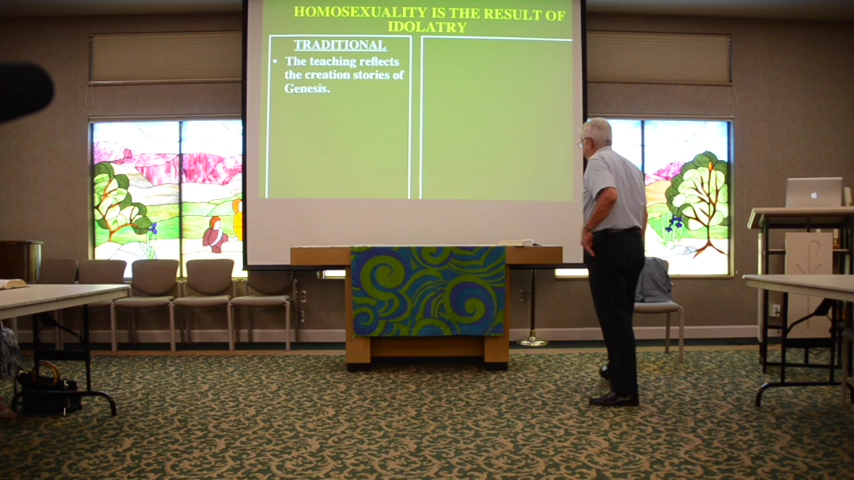 HOMOSEXUALITY IS THE RESULT OF
IDOLATRY
TRADITIONAL
• The teaching reflects
the creation stories of
Genesis.